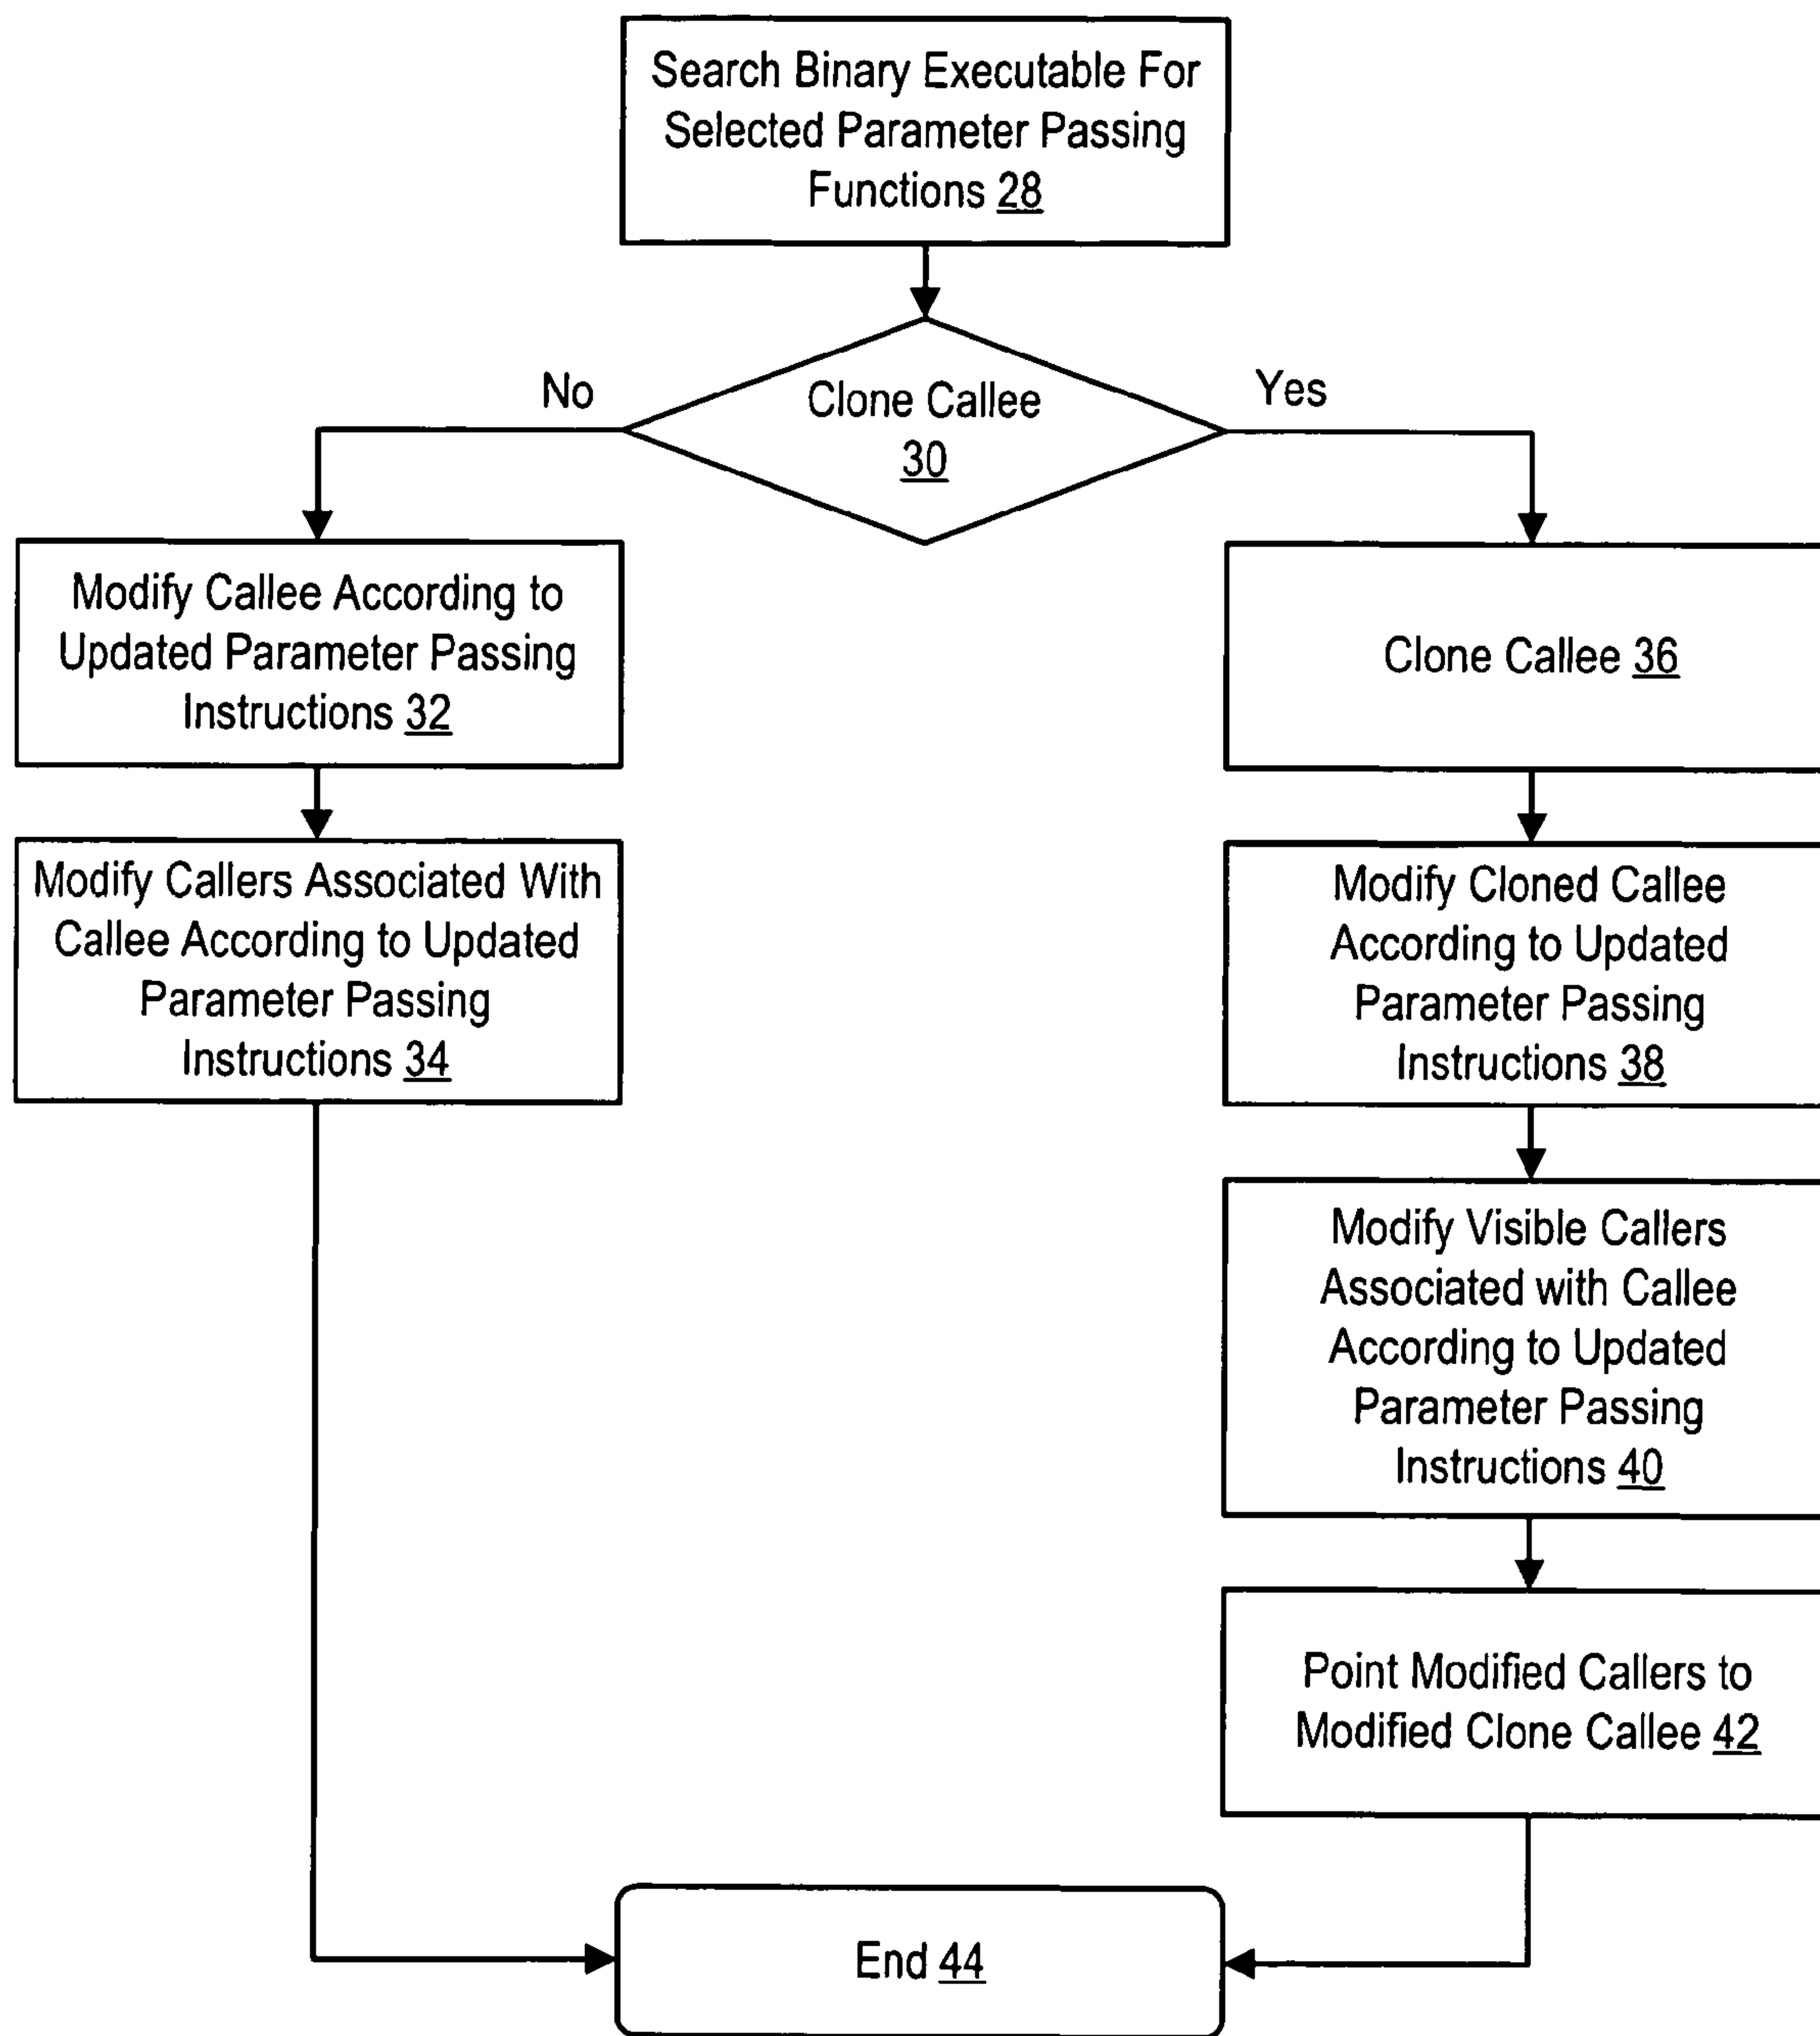 Search Binary Executable For
Selected Parameter Passing
Functions 28
No
Clone Callee
30
Yes
Modify Callee According to
Updated Parameter Passing
Instructions 32
Clone Callee 36
Modify Callers Associated With
Callee According to Updated
Parameter Passing
Instructions 34
Modify Cloned Callee
According to Updated
Parameter Passing
Instructions 38
Modify Visible Callers
Associated with Callee
According to Updated
Parameter Passing
Instructions 40
Point Modified Callers to
Modified Clone Callee 42
End 44